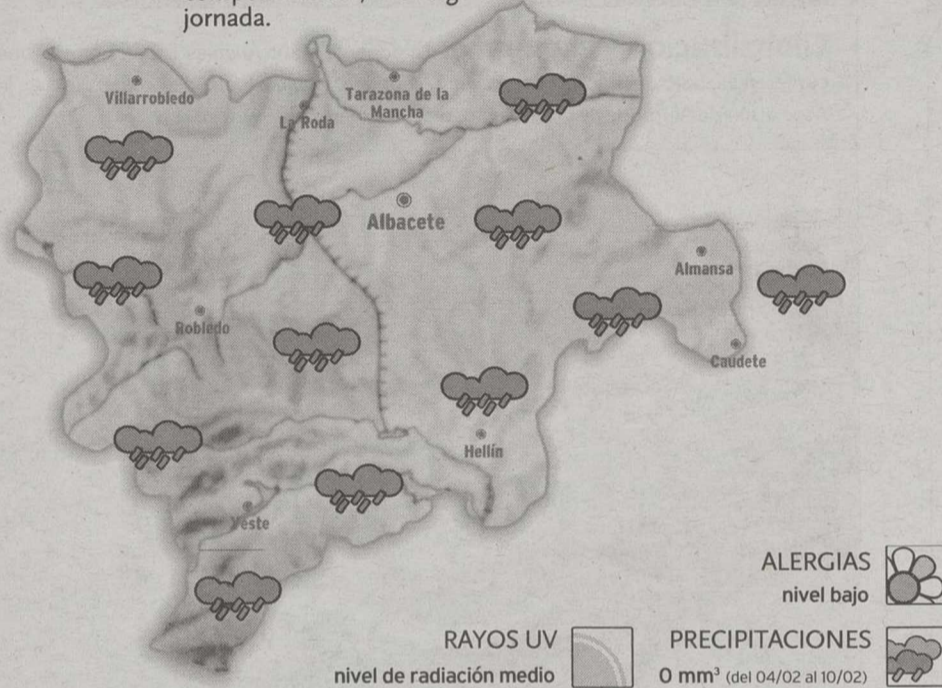 jornada.
Villarrobledo
Tarazona de la
Mancha
La Roda
Albacete
Almansa
Robledo
Caudete
Hellín
Yeste
ALERGIAS
nivel bajo
RAYOS UV
nivel de radiación medio
PRECIPITACIONES
0 mm³ (del 04/02 al 10/02)